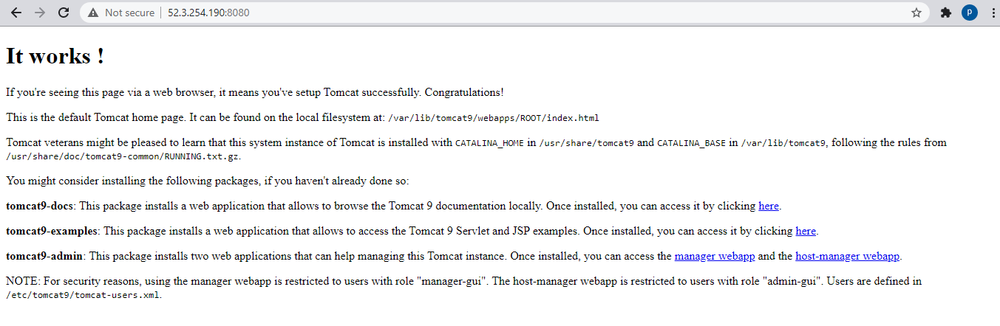 Not secure | 52.3.254.190:8080
p
It works !
If you're seeing this page via a web browser, it means you've setup Tomcat successfully. Congratulations!
This is the default Tomcat home page. It can be found on the local filesystem at: /var/lib/tomcat9/webapps/ROOT/index.html
Tomcat veterans might be pleased to learn that this system instance of Tomcat is installed with CATALINA_HOME in /usr/share/tomcat9 and CATALINA_BASE in /var/lib/tomcat9, following the rules from
/usr/share/doc/tomcat9-common/RUNNING.txt.gz.
You might consider installing the following packages, if you haven't already done so:
tomcat9-docs: This package installs a web application that allows to browse the Tomcat 9 documentation locally. Once installed, you can access it by clicking here.
tomcat9-examples: This package installs a web application that allows to access the Tomcat 9 Servlet and JSP examples. Once installed, you can access it by clicking here.
tomcat9-admin: This package installs two web applications that can help managing this Tomcat instance. Once installed, you can access the manager webapp and the host-manager webapp.
NOTE: For security reasons, using the manager webapp is restricted to users with role "manager-gui". The host-manager webapp is restricted to users with role "admin-gui". Users are defined in
/etc/tomcat9/tomcat-users.xml.